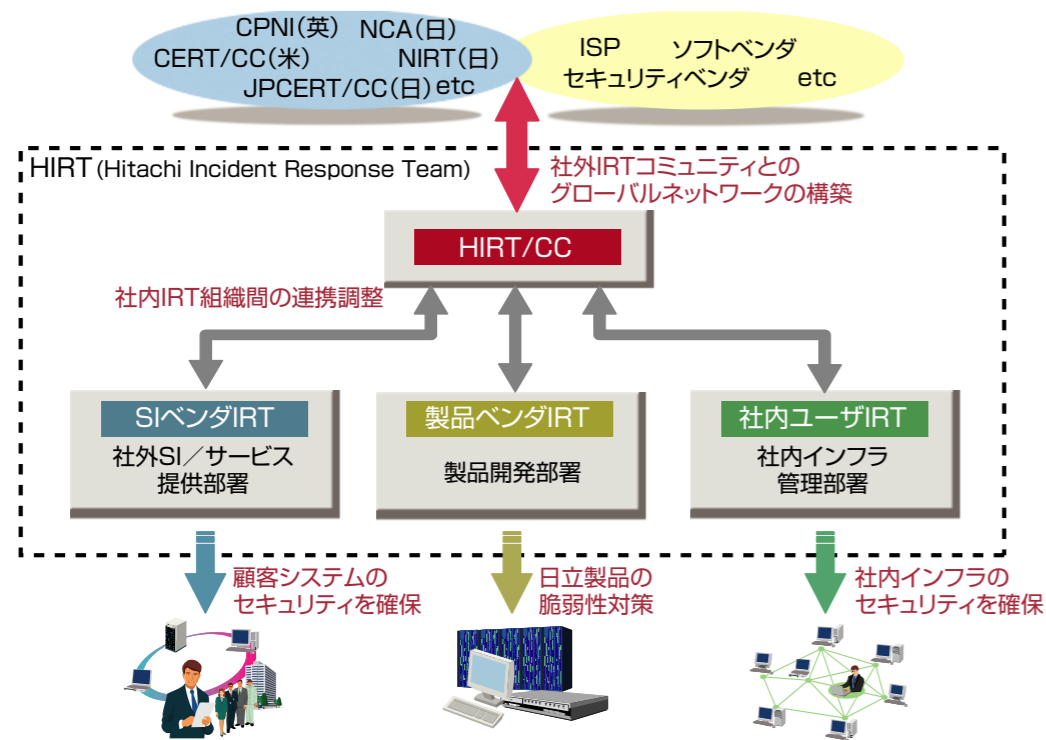 CPNI(英) NCA(日)
CERT/CC(米) NIRT(日)
JPCERT/CC(日) etc
ISP ソフトベンダ
セキュリティベンダ etc
HIRT (Hitachi Incident Response Team)
社外IRTコミュニティとの
グローバルネットワークの構築
HIRT/CC
社内IRT組織間の連携調整
SIベンダIRT
社外SI／サービス
提供部署
製品ベンダIRT
製品開発部署
社内ユーザIRT
社内インフラ
管理部署
顧客システムの
セキュリティを確保
日立製品の
脆弱性対策
社内インフラの
セキュリティを確保